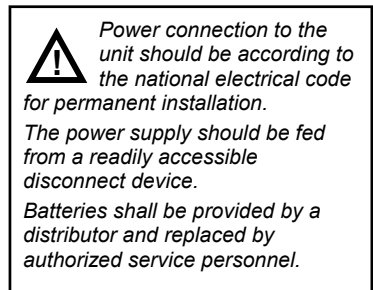 Power connection to the
unit should be according to
the national electrical code
for permanent installation.
The power supply should be fed
from a readily accessible
disconnect device.
Batteries shall be provided by a
distributor and replaced by
authorized service personnel.